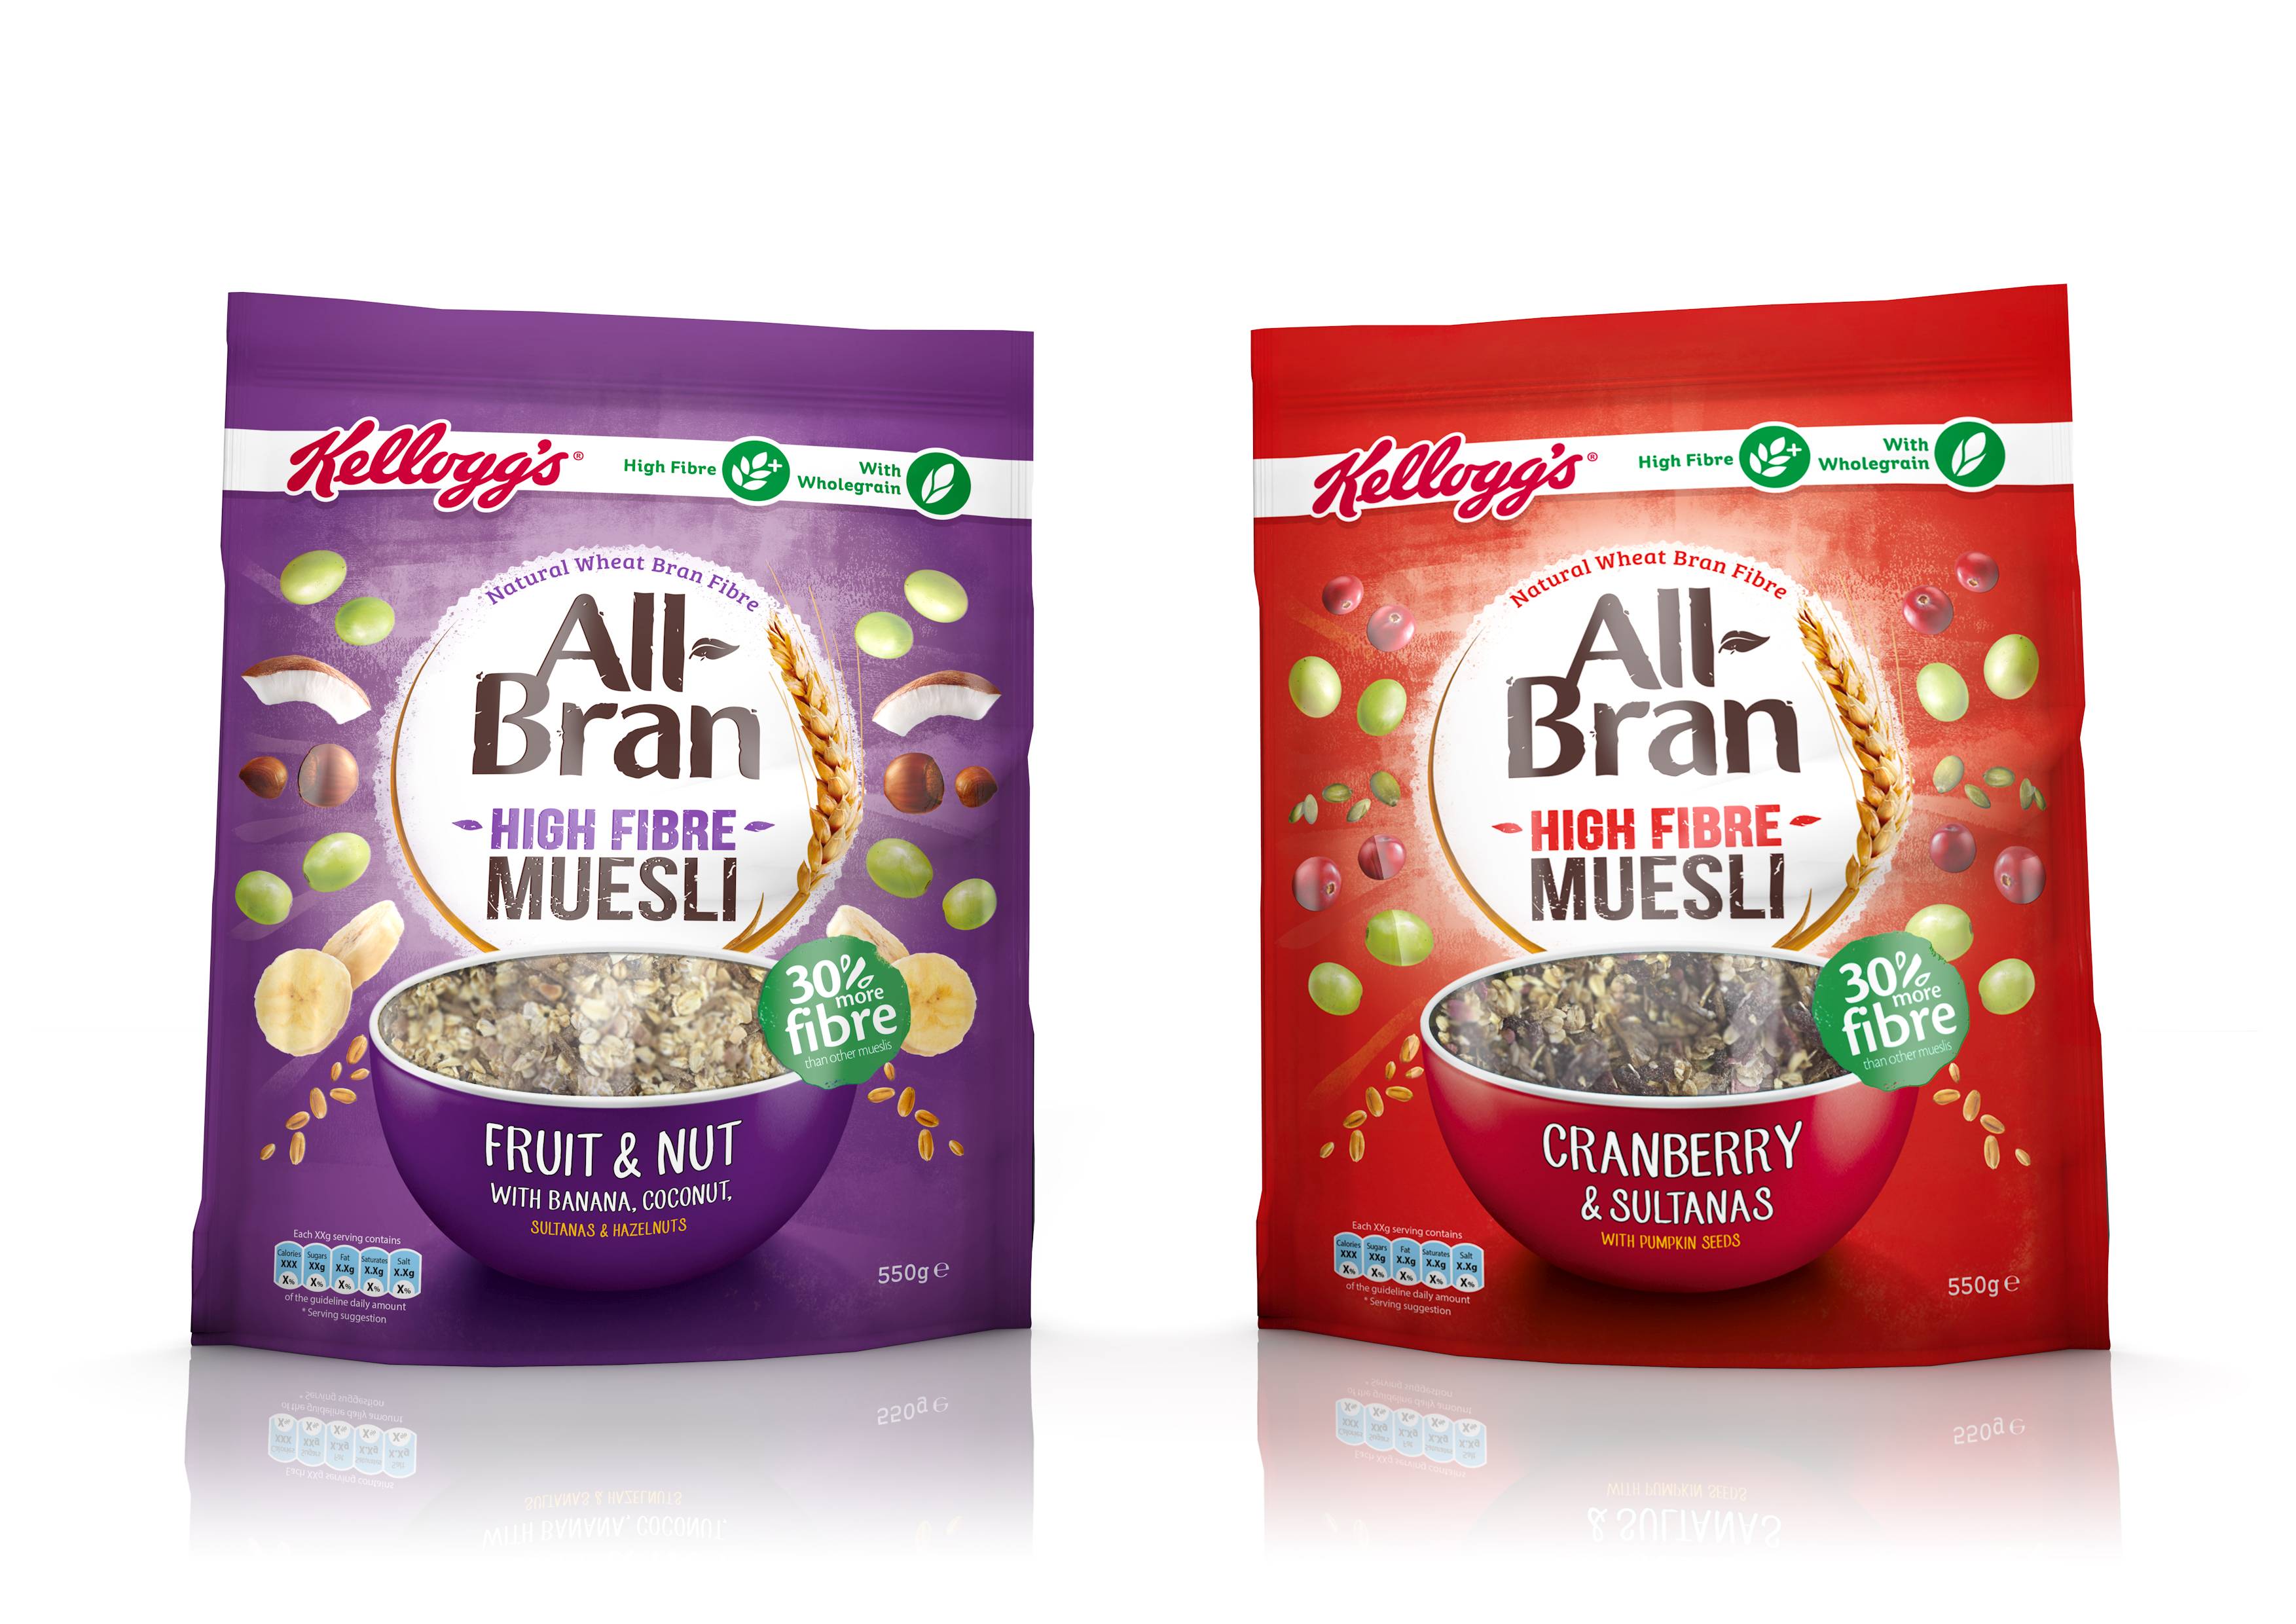 Kellogg's®
High Fibre
With
Wholegrain
Natural Wheat Bran Fibre
All-
Bran
HIGH FIBRE
MUESLI
30%
more
fibre
than other mueslis
FRUIT & NUT
WITH BANANA, COCONUT,
SULTANAS & HAZELNUTS
Each XXg serving contains
Calories Sugars Fat Saturates Salt
XXX XXg X.Xg X.Xg X.Xg
X% X% X% X% X%
of the guideline daily amount
* Serving suggestion
550g ℮
Kellogg's®
High Fibre
With
Wholegrain
Natural Wheat Bran Fibre
All-
Bran
HIGH FIBRE
MUESLI
30%
more
fibre
than other mueslis
CRANBERRY
& SULTANAS
WITH PUMPKIN SEEDS
Each XXg serving contains
Calories Sugars Fat Saturates Salt
XXX XXg X.Xg X.Xg X.Xg
X% X% X% X% X%
of the guideline daily amount
* Serving suggestion
550g ℮